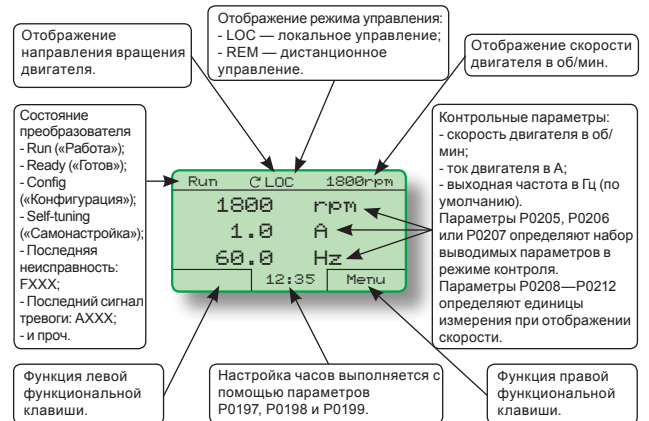 Отображение
направления вращения
двигателя.
Отображение режима управления:
- LOC — локальное управление;
- REM — дистанционное
управление.
Отображение скорости
двигателя в об/мин.
Состояние
преобразователя
- Run («Работа»);
- Ready («Готов»);
- Config
(«Конфигурация»);
- Self-tuning
(«Самонастройка»);
- Последняя
неисправность:
FXXX;
- Последний сигнал
тревоги: AXXX;
- и проч.
Run LOC 1800rpm
1800 rpm
1.0 A
60.0 Hz
12:35 Menu
Контрольные параметры:
- скорость двигателя в об/
мин;
- ток двигателя в А;
- выходная частота в Гц (по
умолчанию).
Параметры P0205, P0206
или P0207 определяют набор
выводимых параметров в
режиме контроля.
Параметры P0208—P0212
определяют единицы
измерения при отображении
скорости.
Функция левой
функциональной
клавиши.
Настройка часов выполняется с
помощью параметров
P0197, P0198 и P0199.
Функция правой
функциональной
клавиши.